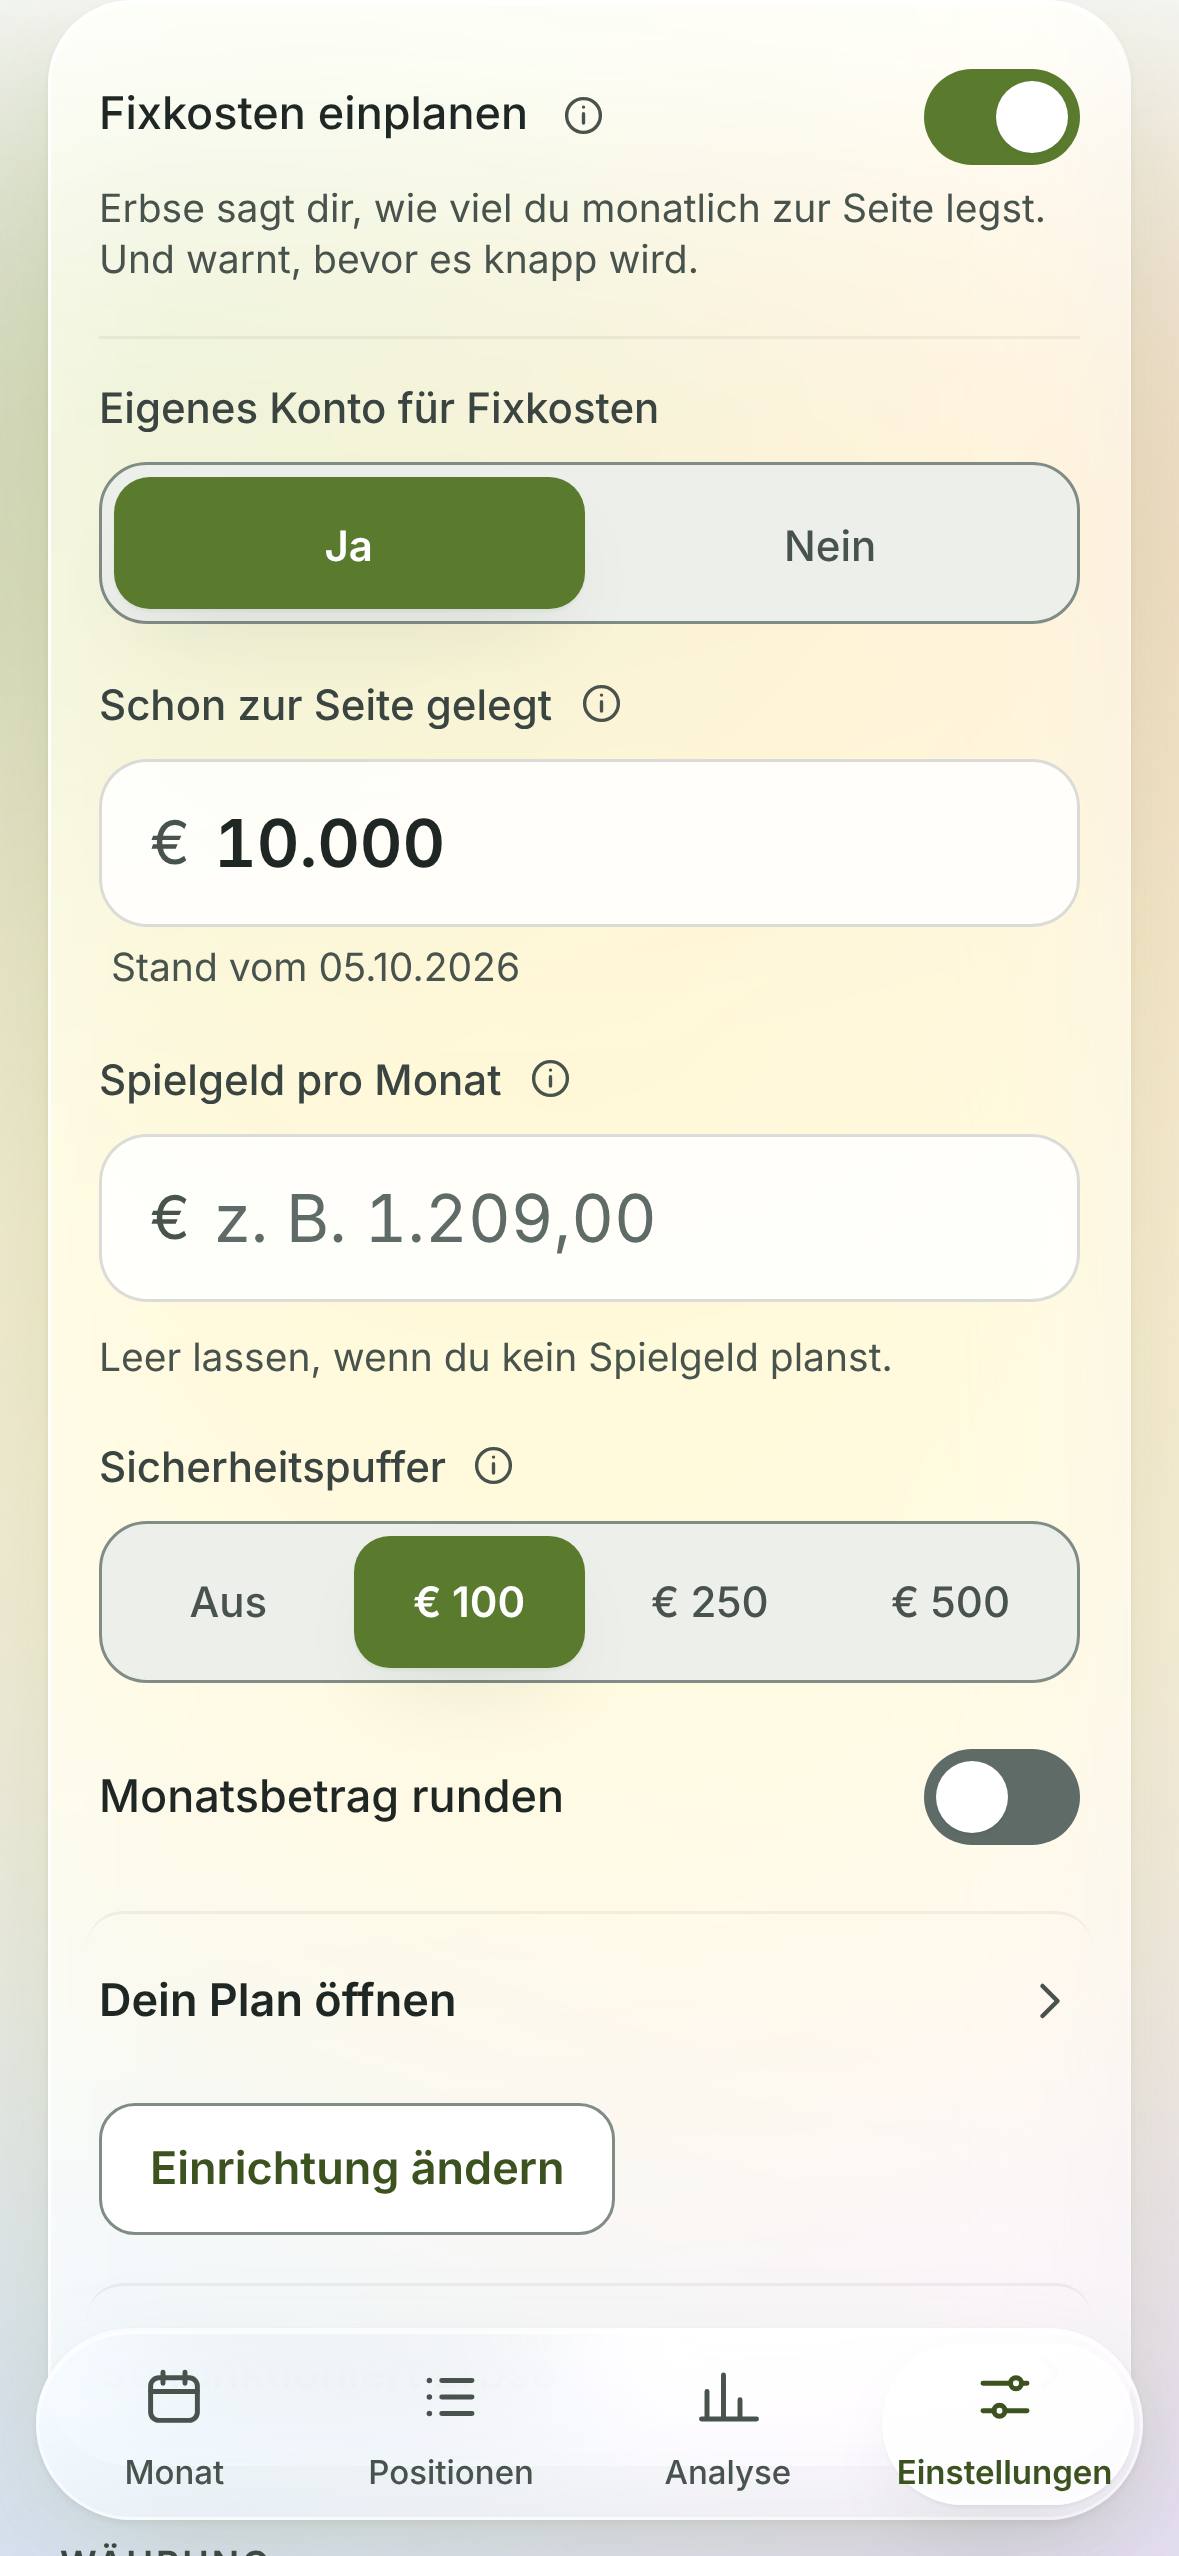 Fixkosten einplanen
Erbse sagt dir, wie viel du monatlich zur Seite legst.
Und warnt, bevor es knapp wird.
Eigenes Konto für Fixkosten
Ja
Nein
Schon zur Seite gelegt
€ 10.000
Stand vom 05.10.2026
Spielgeld pro Monat
€ z. B. 1.209,00
Leer lassen, wenn du kein Spielgeld planst.
Sicherheitspuffer
Aus
€ 100
€ 250
€ 500
Monatsbetrag runden
Dein Plan öffnen
Einrichtung ändern
Monat
Positionen
Analyse
Einstellungen
WÄHRUNG